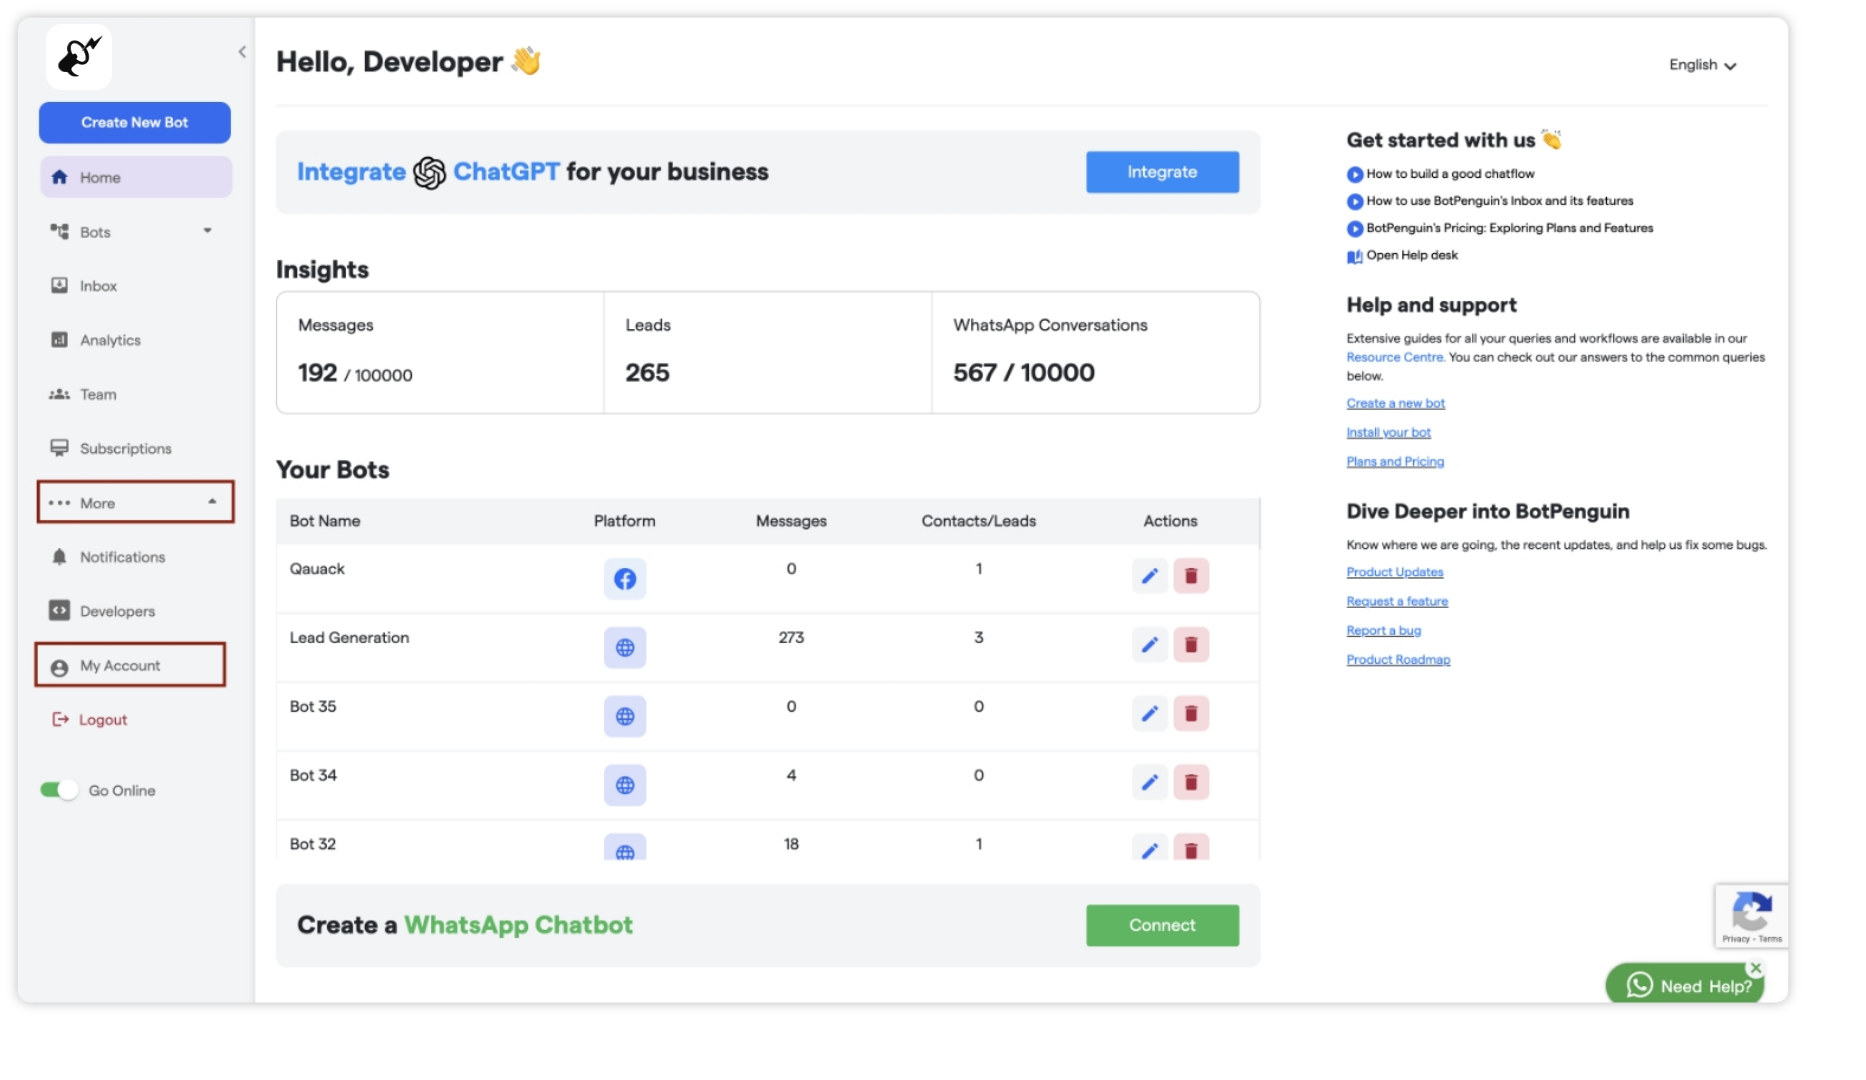 Hello, Developer
English
Create New Bot
Home
Bots
Inbox
Analytics
Team
Subscriptions
More
Notifications
Developers
My Account
Logout
Go Online
Integrate ChatGPT for your business
Integrate
Insights
Messages
192 / 100000
Leads
265
WhatsApp Conversations
567 / 10000
Your Bots
Bot Name Platform Messages Contacts/Leads Actions
Qauack 0 1
Lead Generation 273 3
Bot 35 0 0
Bot 34 4 0
Bot 32 18 1
Create a WhatsApp Chatbot
Connect
Get started with us
How to build a good chatflow
How to use BotPenguin's Inbox and its features
BotPenguin's Pricing: Exploring Plans and Features
Open Help desk
Help and support
Extensive guides for all your queries and workflows are available in our
Resource Centre. You can check out our answers to the common queries
below.
Create a new bot
Install your bot
Plans and Pricing
Dive Deeper into BotPenguin
Know where we are going, the recent updates, and help us fix some bugs.
Product Updates
Request a feature
Report a bug
Product Roadmap
Privacy - Terms
Need Help?